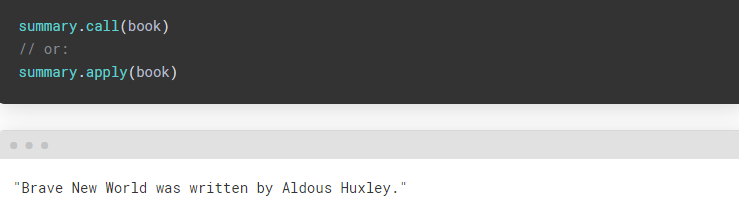 summary.call(book)
// or:
summary.apply(book)
"Brave New World was written by Aldous Huxley."